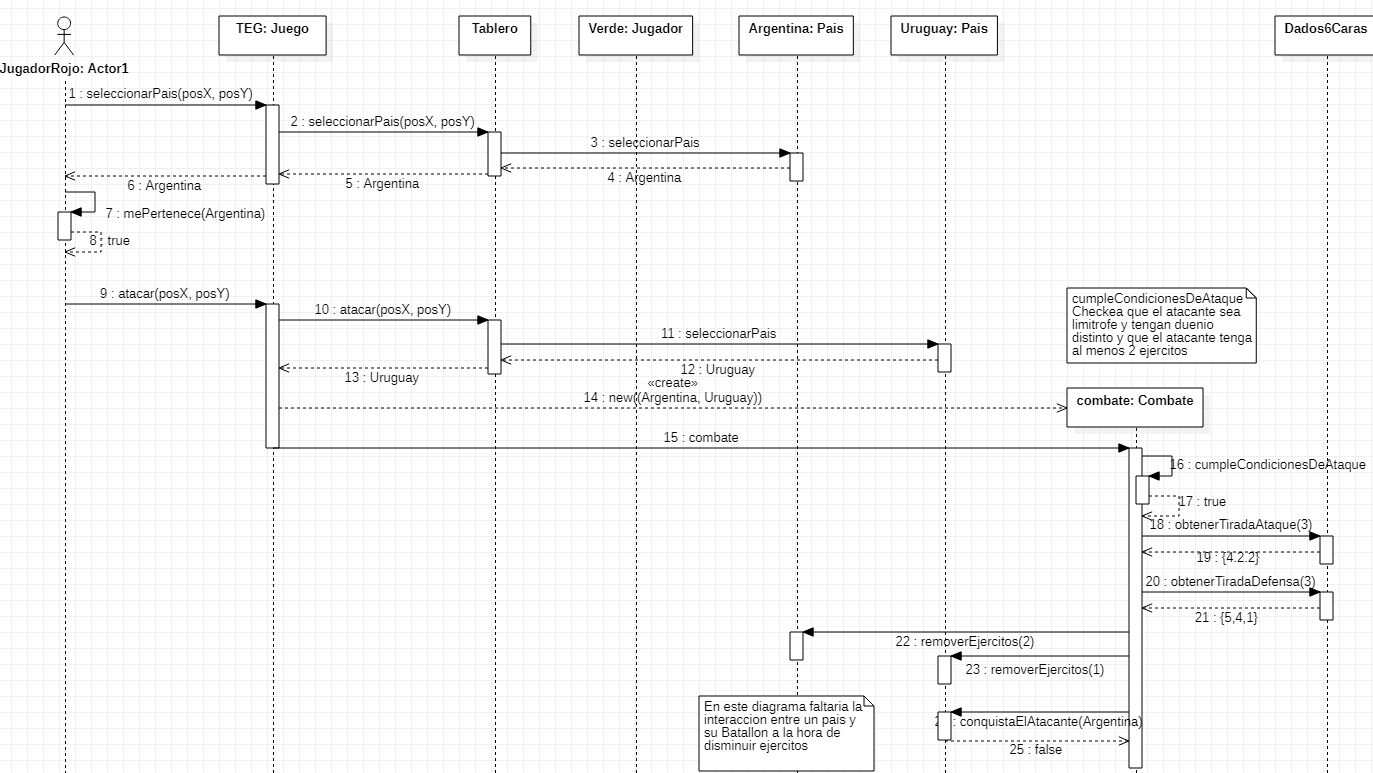 TEG: Juego
Tablero
Verde: Jugador
Argentina: Pais
Uruguay: Pais
Dados6Caras
JugadorRojo: Actor1
1 : seleccionarPais(posX, posY)
2 : seleccionarPais(posX, posY)
3 : seleccionarPais
4 : Argentina
5 : Argentina
6 : Argentina
7 : mePertenece(Argentina)
8 : true
9 : atacar(posX, posY)
10 : atacar(posX, posY)
11 : seleccionarPais
12 : Uruguay
13 : Uruguay
«create»
14 : new((Argentina, Uruguay))
cumpleCondicionesDeAtaque
Checkea que el atacante sea
limitrofe y tengan duenio
distinto y que el atacante tenga
al menos 2 ejercitos
combate: Combate
15 : combate
16 : cumpleCondicionesDeAtaque
17 : true
18 : obtenerTiradaAtaque(3)
19 : {4.2.2}
20 : obtenerTiradaDefensa(3)
21 : {5,4,1}
22 : removerEjercitos(2)
23 : removerEjercitos(1)
: conquistaElAtacante(Argentina)
25 : false
En este diagrama faltaria la
interaccion entre un pais y
su Batallon a la hora de
disminuir ejercitos